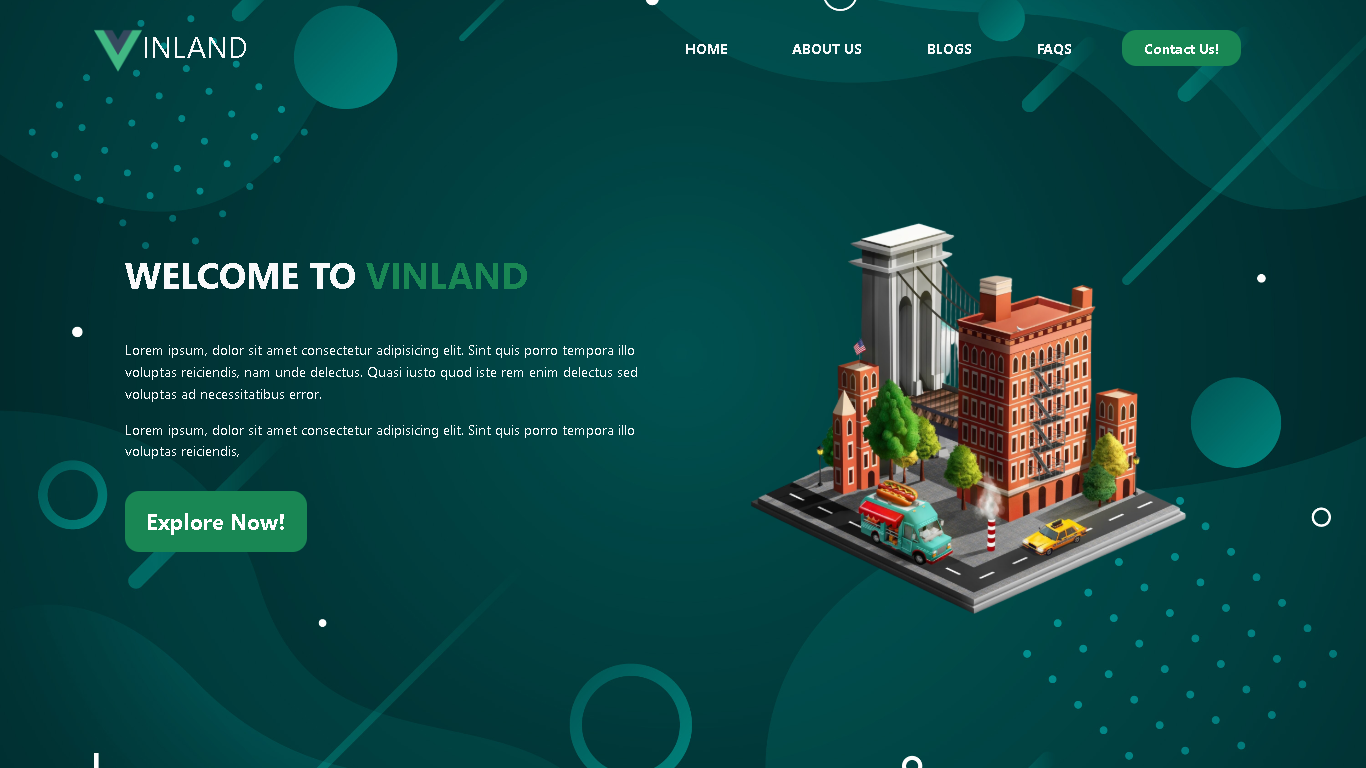 VINLAND
HOME
ABOUT US
BLOGS
FAQS
Contact Us!
WELCOME TO VINLAND
Lorem ipsum, dolor sit amet consectetur adipisicing elit. Sint quis porro tempora illo
voluptas reiciendis, nam unde delectus. Quasi iusto quod iste rem enim delectus sed
voluptas ad necessitatibus error.
Lorem ipsum, dolor sit amet consectetur adipisicing elit. Sint quis porro tempora illo
voluptas reiciendis,
Explore Now!